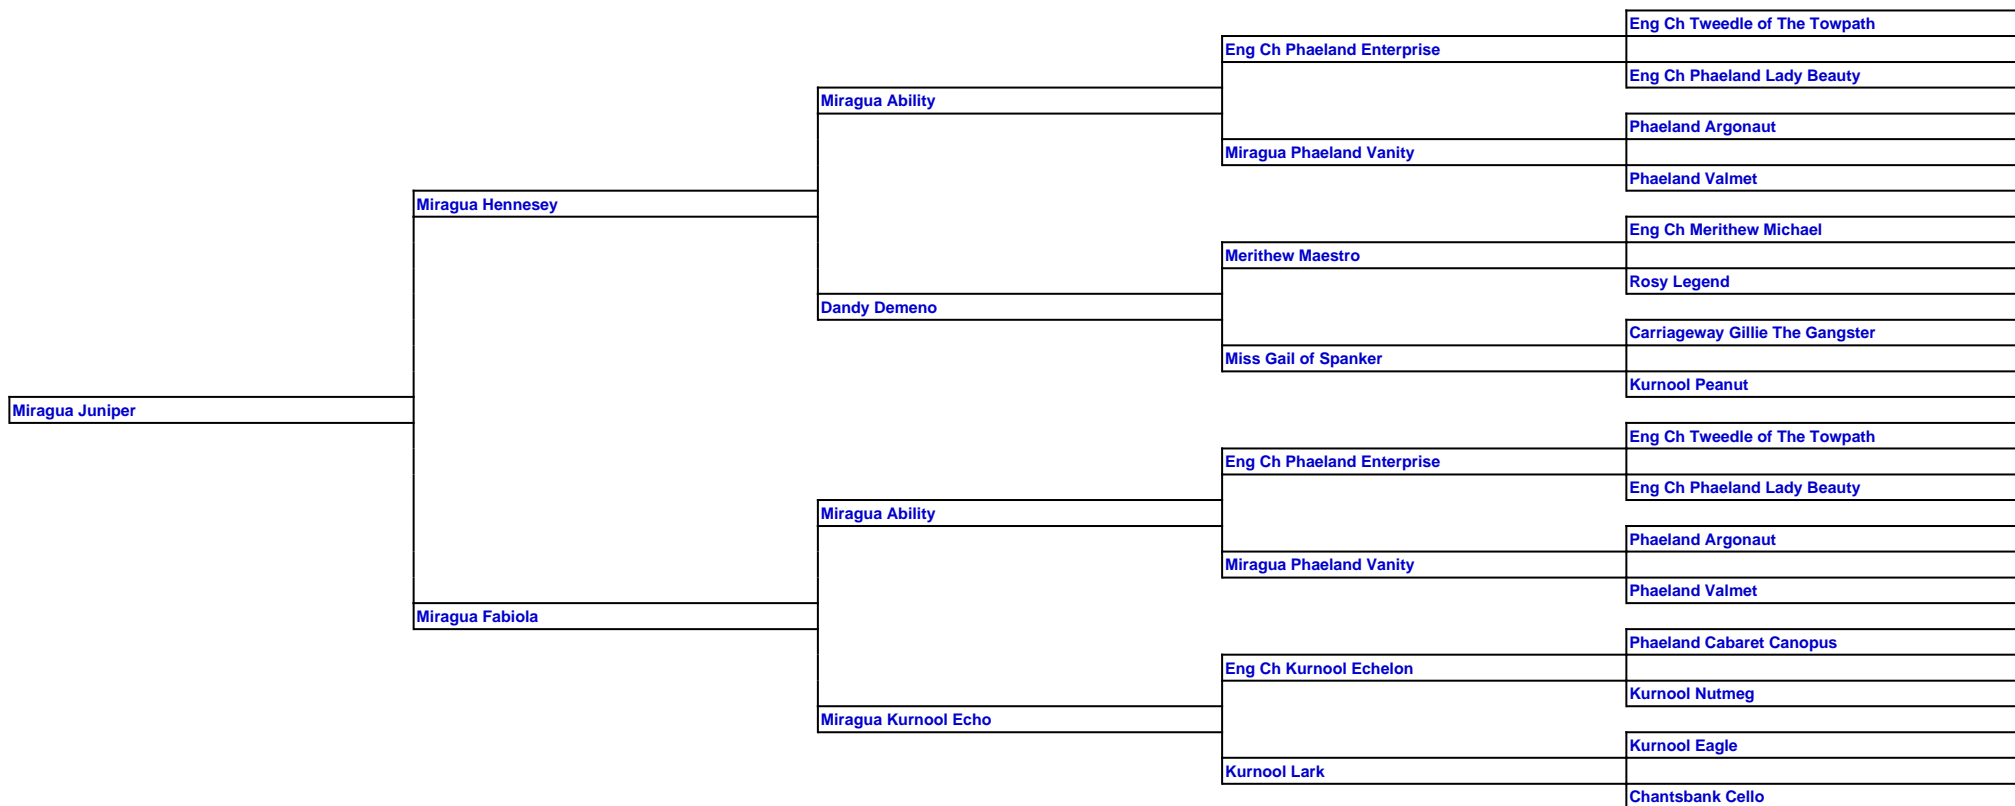 Eng Ch Tweedle of The Towpath
Eng Ch Phaeland Enterprise
Eng Ch Phaeland Lady Beauty
Miragua Ability
Phaeland Argonaut
Miragua Phaeland Vanity
Phaeland Valmet
Miragua Hennesey
Eng Ch Merithew Michael
Merithew Maestro
Rosy Legend
Dandy Demeno
Carriageway Gillie The Gangster
Miss Gail of Spanker
Kurnool Peanut
Miragua Juniper
Eng Ch Tweedle of The Towpath
Eng Ch Phaeland Enterprise
Eng Ch Phaeland Lady Beauty
Miragua Ability
Phaeland Argonaut
Miragua Phaeland Vanity
Phaeland Valmet
Miragua Fabiola
Phaeland Cabaret Canopus
Eng Ch Kurnool Echelon
Kurnool Nutmeg
Miragua Kurnool Echo
Kurnool Eagle
Kurnool Lark
Chantsbank Cello